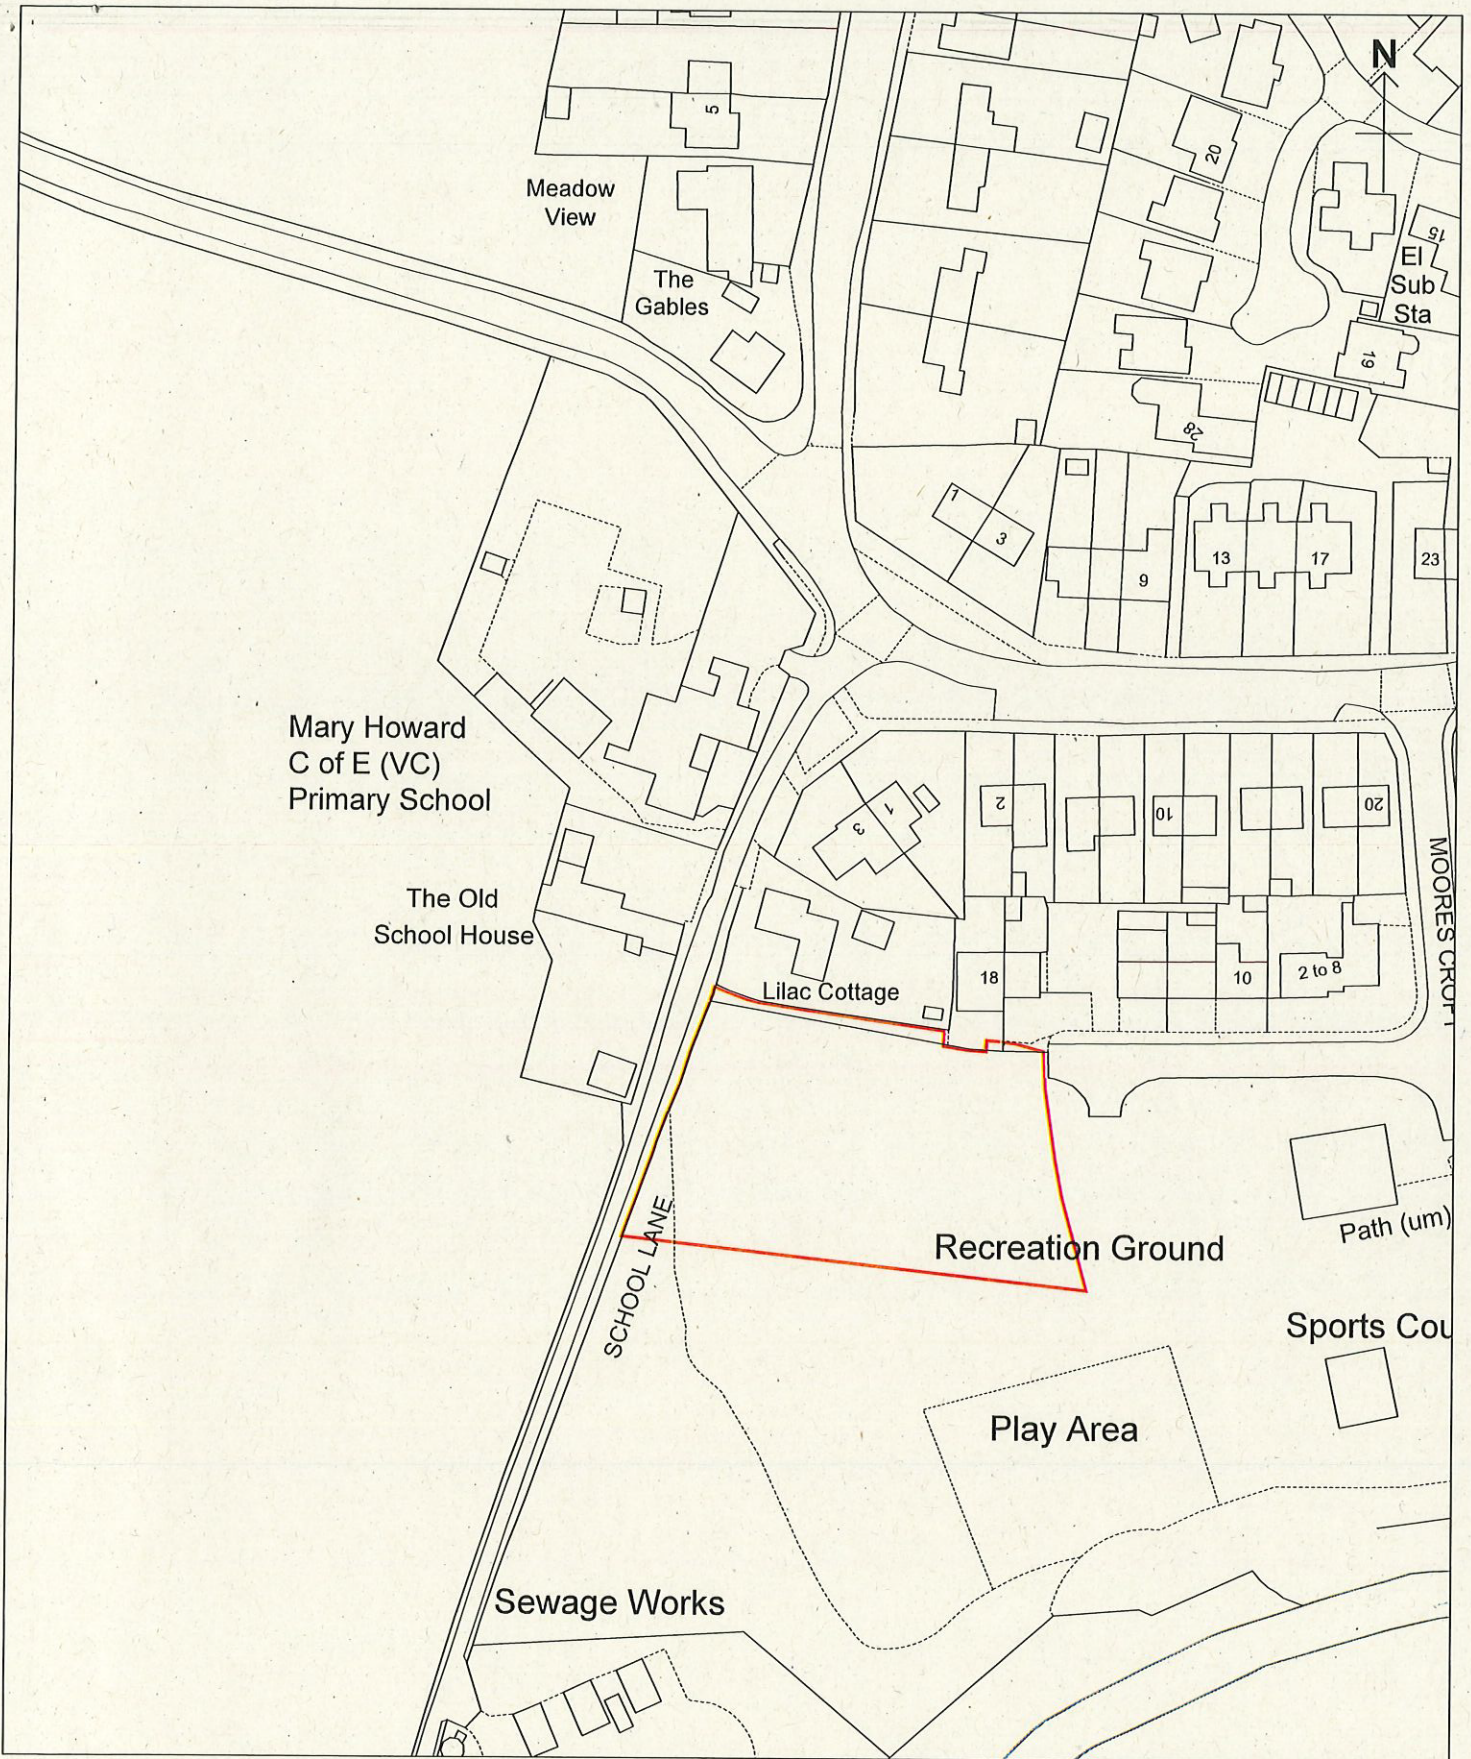 N
5
20
Meadow
View
15
El
Sub
Sta
The
Gables
19
28
1
3
13
17
23
9
Mary Howard
C of E (VC)
Primary School
1
3
2
10
20
MOORES CROFT
The Old
School House
18
10
2 to 8
Lilac Cottage
SCHOOL LANE
Recreation Ground
Path (um)
Sports Cou
Play Area
Sewage Works